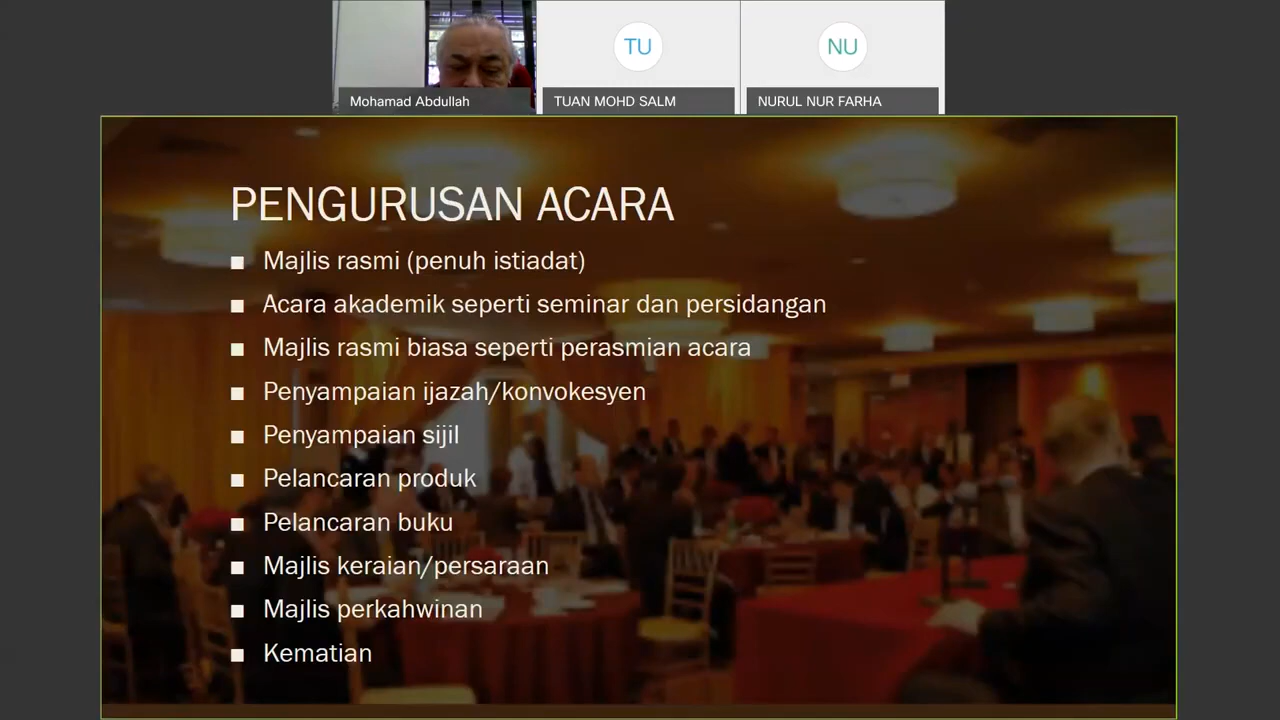 TU
NU
Mohamad Abdullah
TUAN MOHD SALM
NURUL NUR FARHA
PENGURUSAN ACARA
■ Majlis rasmi (penuh istiadat)
■ Acara akademik seperti seminar dan persidangan
■ Majlis rasmi biasa seperti perasmian acara
■ Penyampaian ijazah/konvokesyen
■ Penyampaian sijil
■ Pelancaran produk
■ Pelancaran buku
■ Majlis keraian/persaraan
■ Majlis perkahwinan
■ Kematian